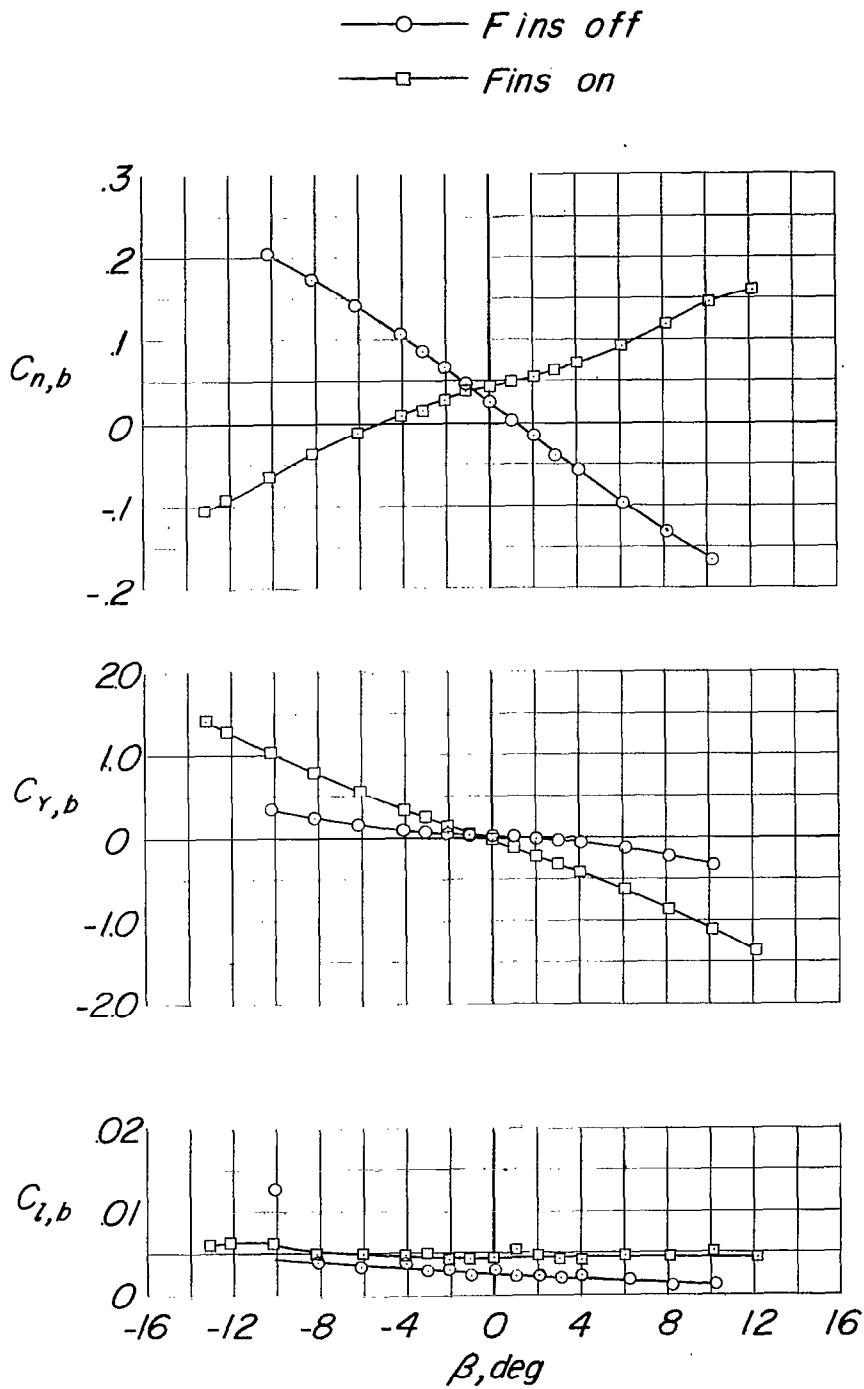 Fins off
Fins on
.3
.2
.1
0
-.1
-.2
Cn,b
2.0
1.0
0
-1.0
-2.0
CY,b
.02
.01
0
Cl,b
-16 -12 -8 -4 0 4 8 12 16
β, deg